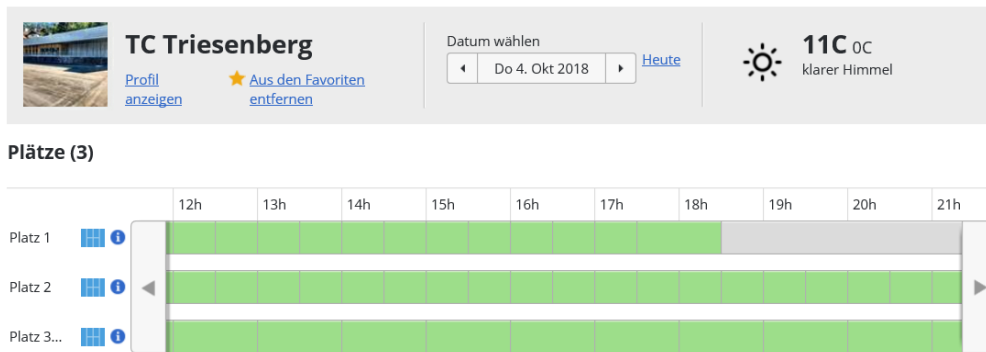 TC Triesenberg
Profil
anzeigen
Aus den Favoriten
entfernen
Datum wählen
Do 4. Okt 2018
Heute
11C 0C
klarer Himmel
Plätze (3)
12h 13h 14h 15h 16h 17h 18h 19h 20h 21h
Platz 1
Platz 2
Platz 3...